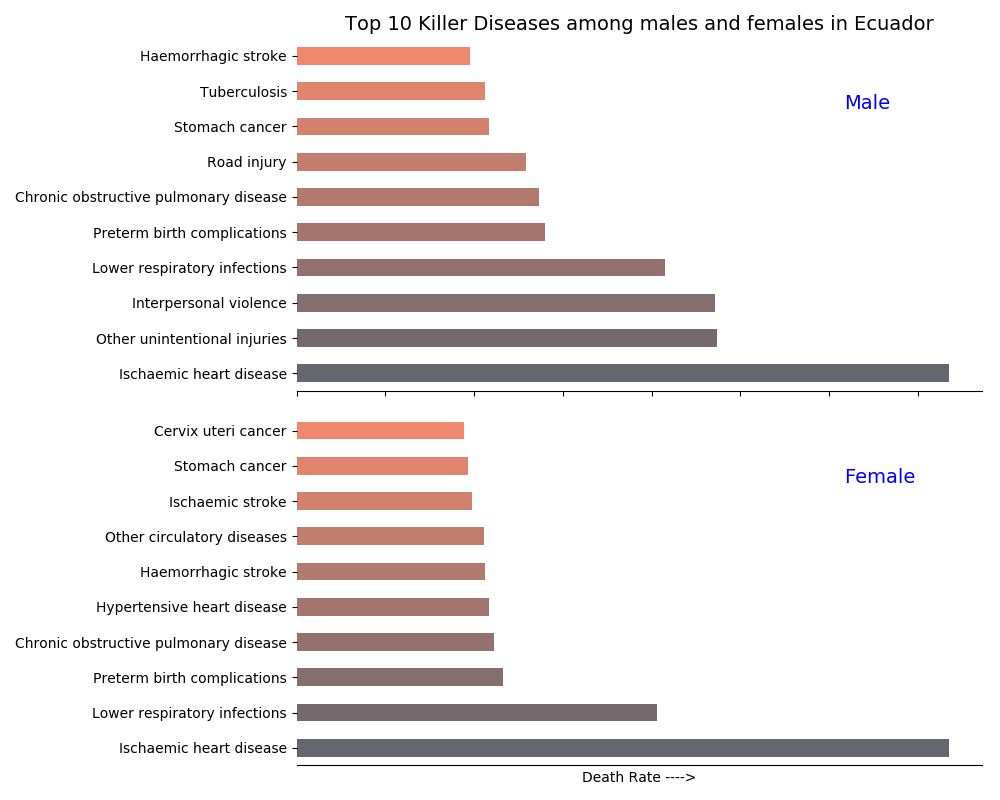 Top 10 Killer Diseases among males and females in Ecuador
Haemorrhagic stroke
Tuberculosis
Male
Stomach cancer
Road injury
Chronic obstructive pulmonary disease
Preterm birth complications
Lower respiratory infections
Interpersonal violence
Other unintentional injuries
Ischaemic heart disease
Cervix uteri cancer
Stomach cancer
Female
Ischaemic stroke
Other circulatory diseases
Haemorrhagic stroke
Hypertensive heart disease
Chronic obstructive pulmonary disease
Preterm birth complications
Lower respiratory infections
Ischaemic heart disease
Death Rate ---->